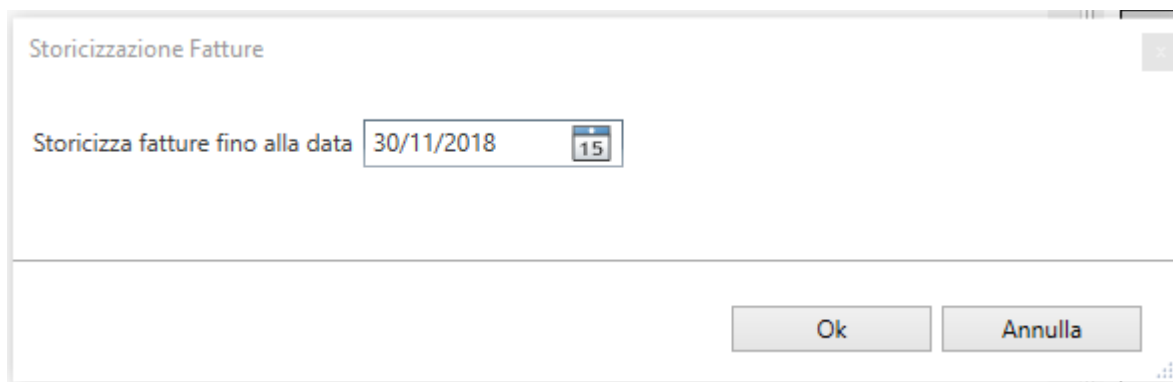 Storicizzazione Fatture
x
Storicizza fatture fino alla data 30/11/2018 15
Ok Annulla